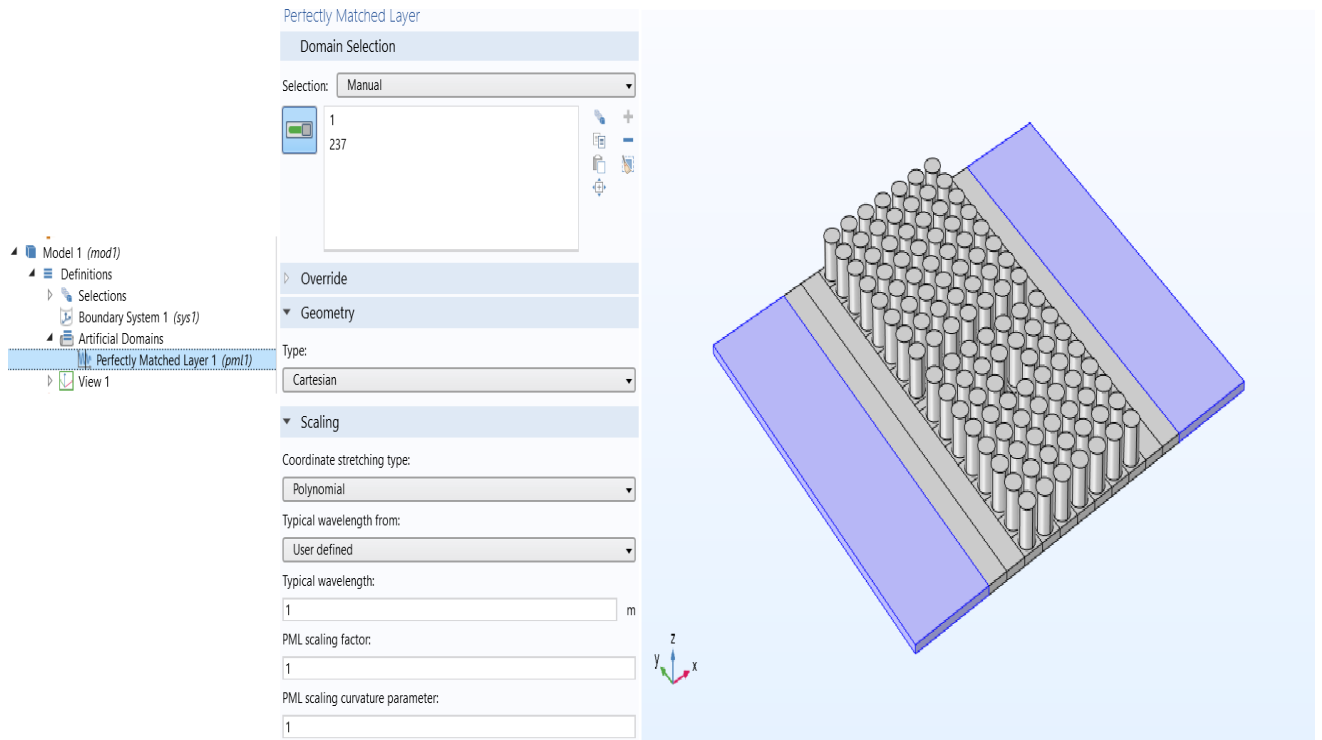 Perfectly Matched Layer
Domain Selection
Selection: Manual
1
237
Model 1 (mod1)
Definitions
Selections
Boundary System 1 (sys1)
Artificial Domains
Perfectly Matched Layer 1 (pml1)
View 1
Override
Geometry
Type:
Cartesian
Scaling
Coordinate stretching type:
Polynomial
Typical wavelength from:
User defined
Typical wavelength:
1 m
PML scaling factor:
1
PML scaling curvature parameter:
1
z
y x